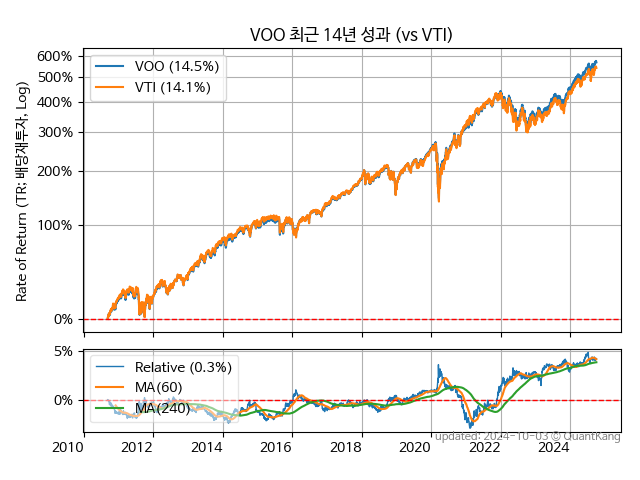 VOO 최근 14년 성과 (vs VTI)
600%
500%
400%
300%
200%
100%
0%
Rate of Return (TR; 배당재투자, Log)
VOO (14.5%)
VTI (14.1%)
5%
0%
Relative (0.3%)
MA(60)
MA(240)
2010 2012 2014 2016 2018 2020 2022 2024
updated: 2024-10-03 © QuantKang